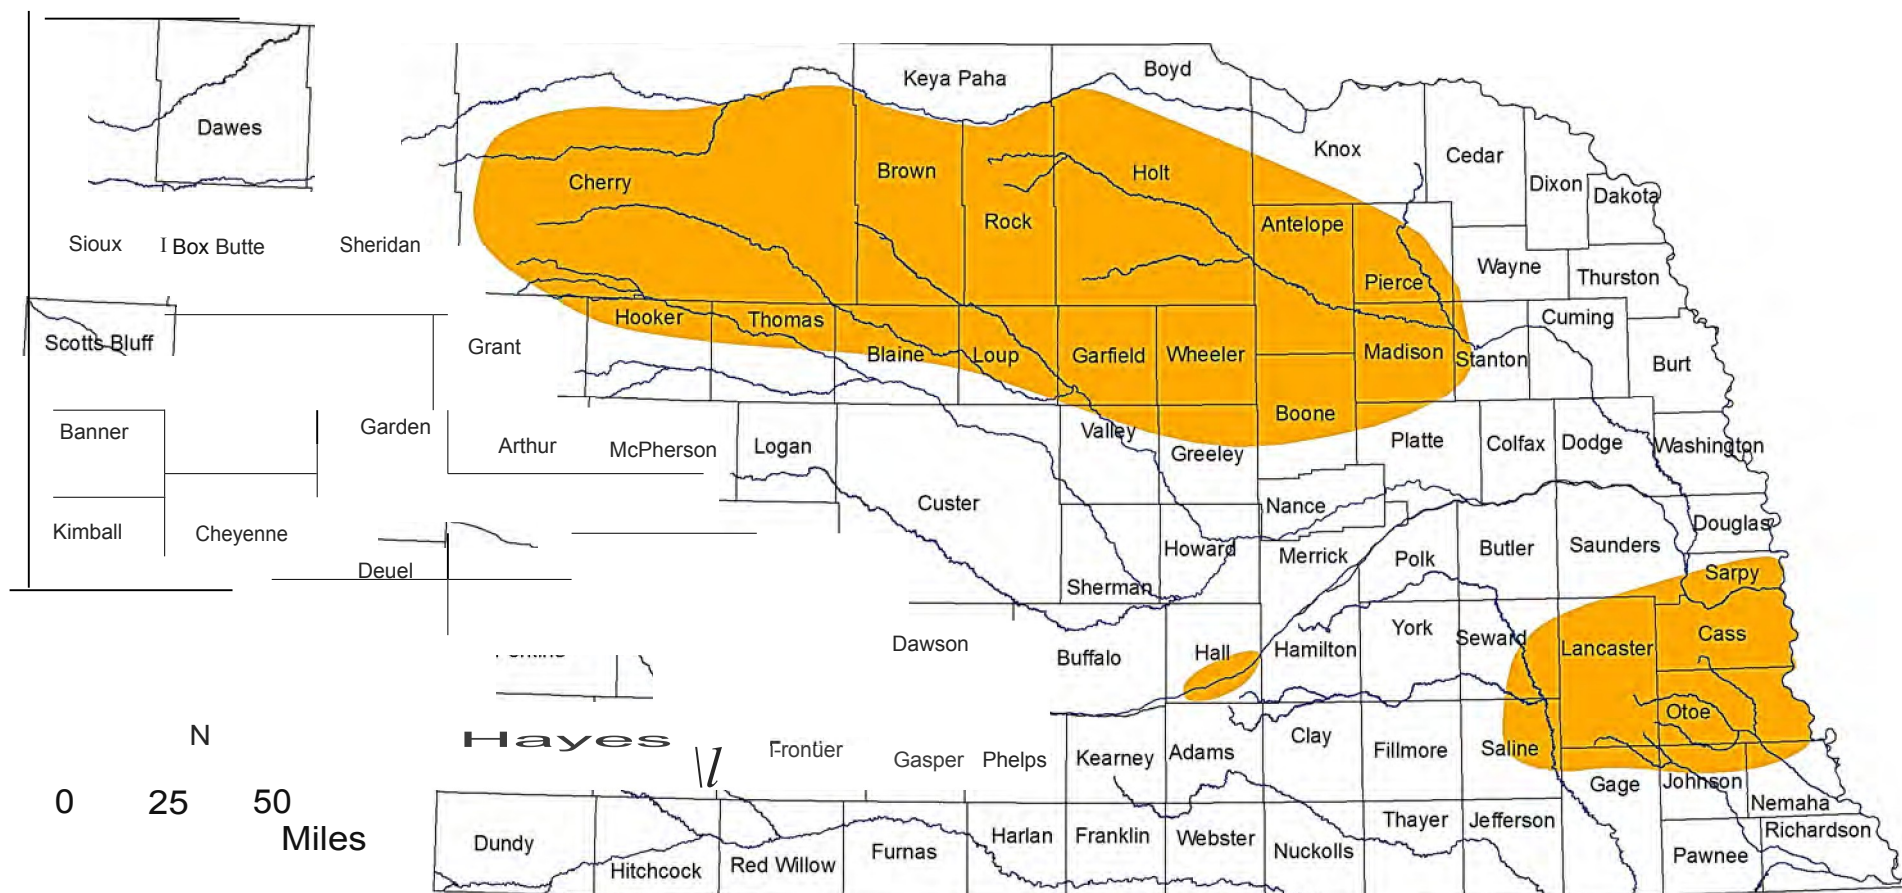 Keya Paha
Boyd
Dawes
Knox
Cedar
Cherry
Brown
Holt
Dixon
Dakota
Rock
Antelope
Sioux
I Box Butte
Sheridan
Wayne
Thurston
Pierce
Scotts Bluff
Grant
Hooker
Thomas
Blaine
Loup
Garfield
Wheeler
Madison
Stanton
Cuming
Burt
Banner
Garden
Arthur
McPherson
Logan
Valley
Greeley
Boone
Platte
Colfax
Dodge
Washington
Kimball
Cheyenne
Deuel
Custer
Sherman
Howard
Nance
Merrick
Polk
Butler
Saunders
Douglas
Sarpy
Dawson
Buffalo
Hall
Hamilton
York
Seward
Lancaster
Cass
Otoe
N
Hayes
Frontier
Gasper
Phelps
Kearney
Adams
Clay
Fillmore
Saline
Gage
Johnson
Nemaha
0 25 50
Miles
Dundy
Hitchcock
Red Willow
Furnas
Harlan
Franklin
Webster
Nuckolls
Thayer
Jefferson
Pawnee
Richardson